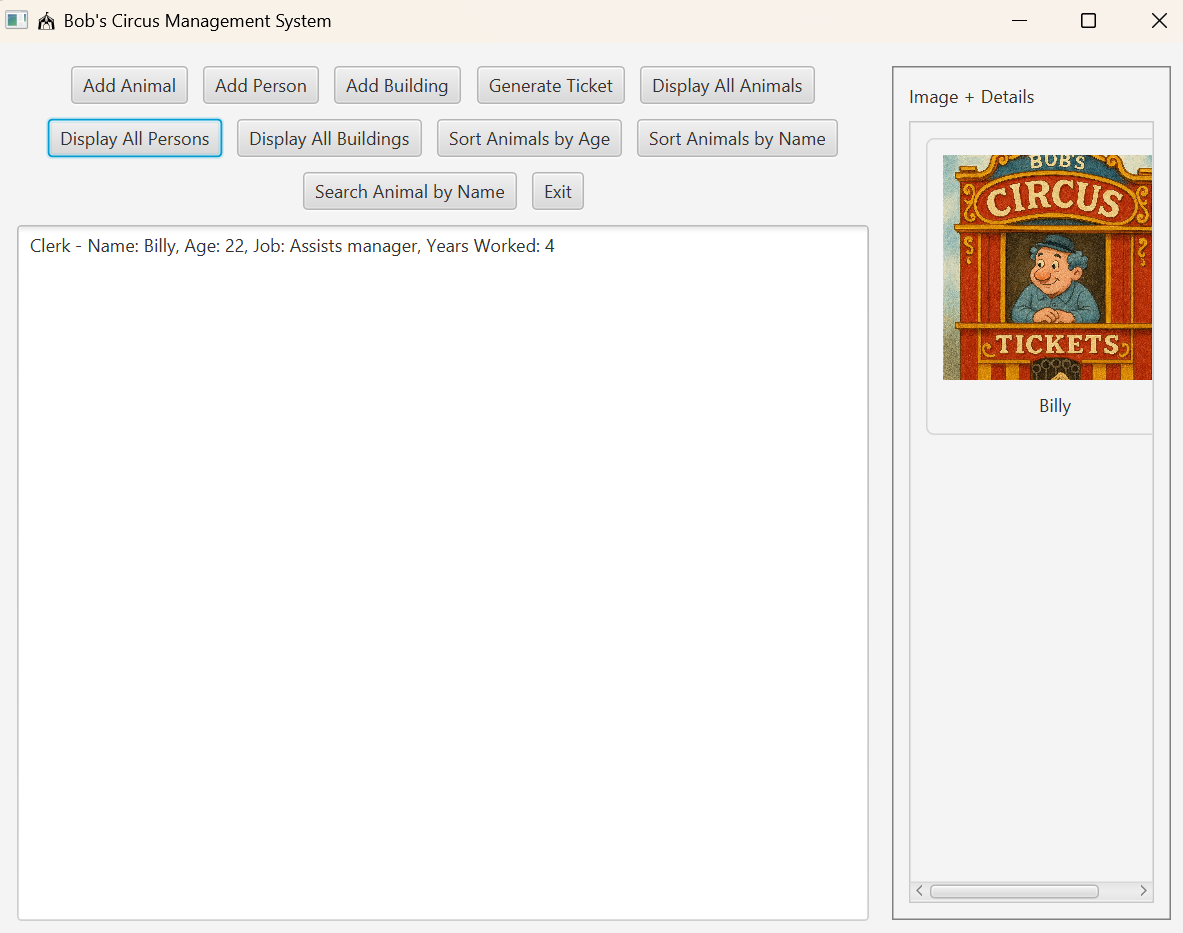 Bob's Circus Management System
Add Animal Add Person Add Building Generate Ticket Display All Animals
Display All Persons Display All Buildings Sort Animals by Age Sort Animals by Name
Search Animal by Name Exit
Clerk - Name: Billy, Age: 22, Job: Assists manager, Years Worked: 4
Image + Details
BOB'S
CIRCUS
TICKETS
Billy